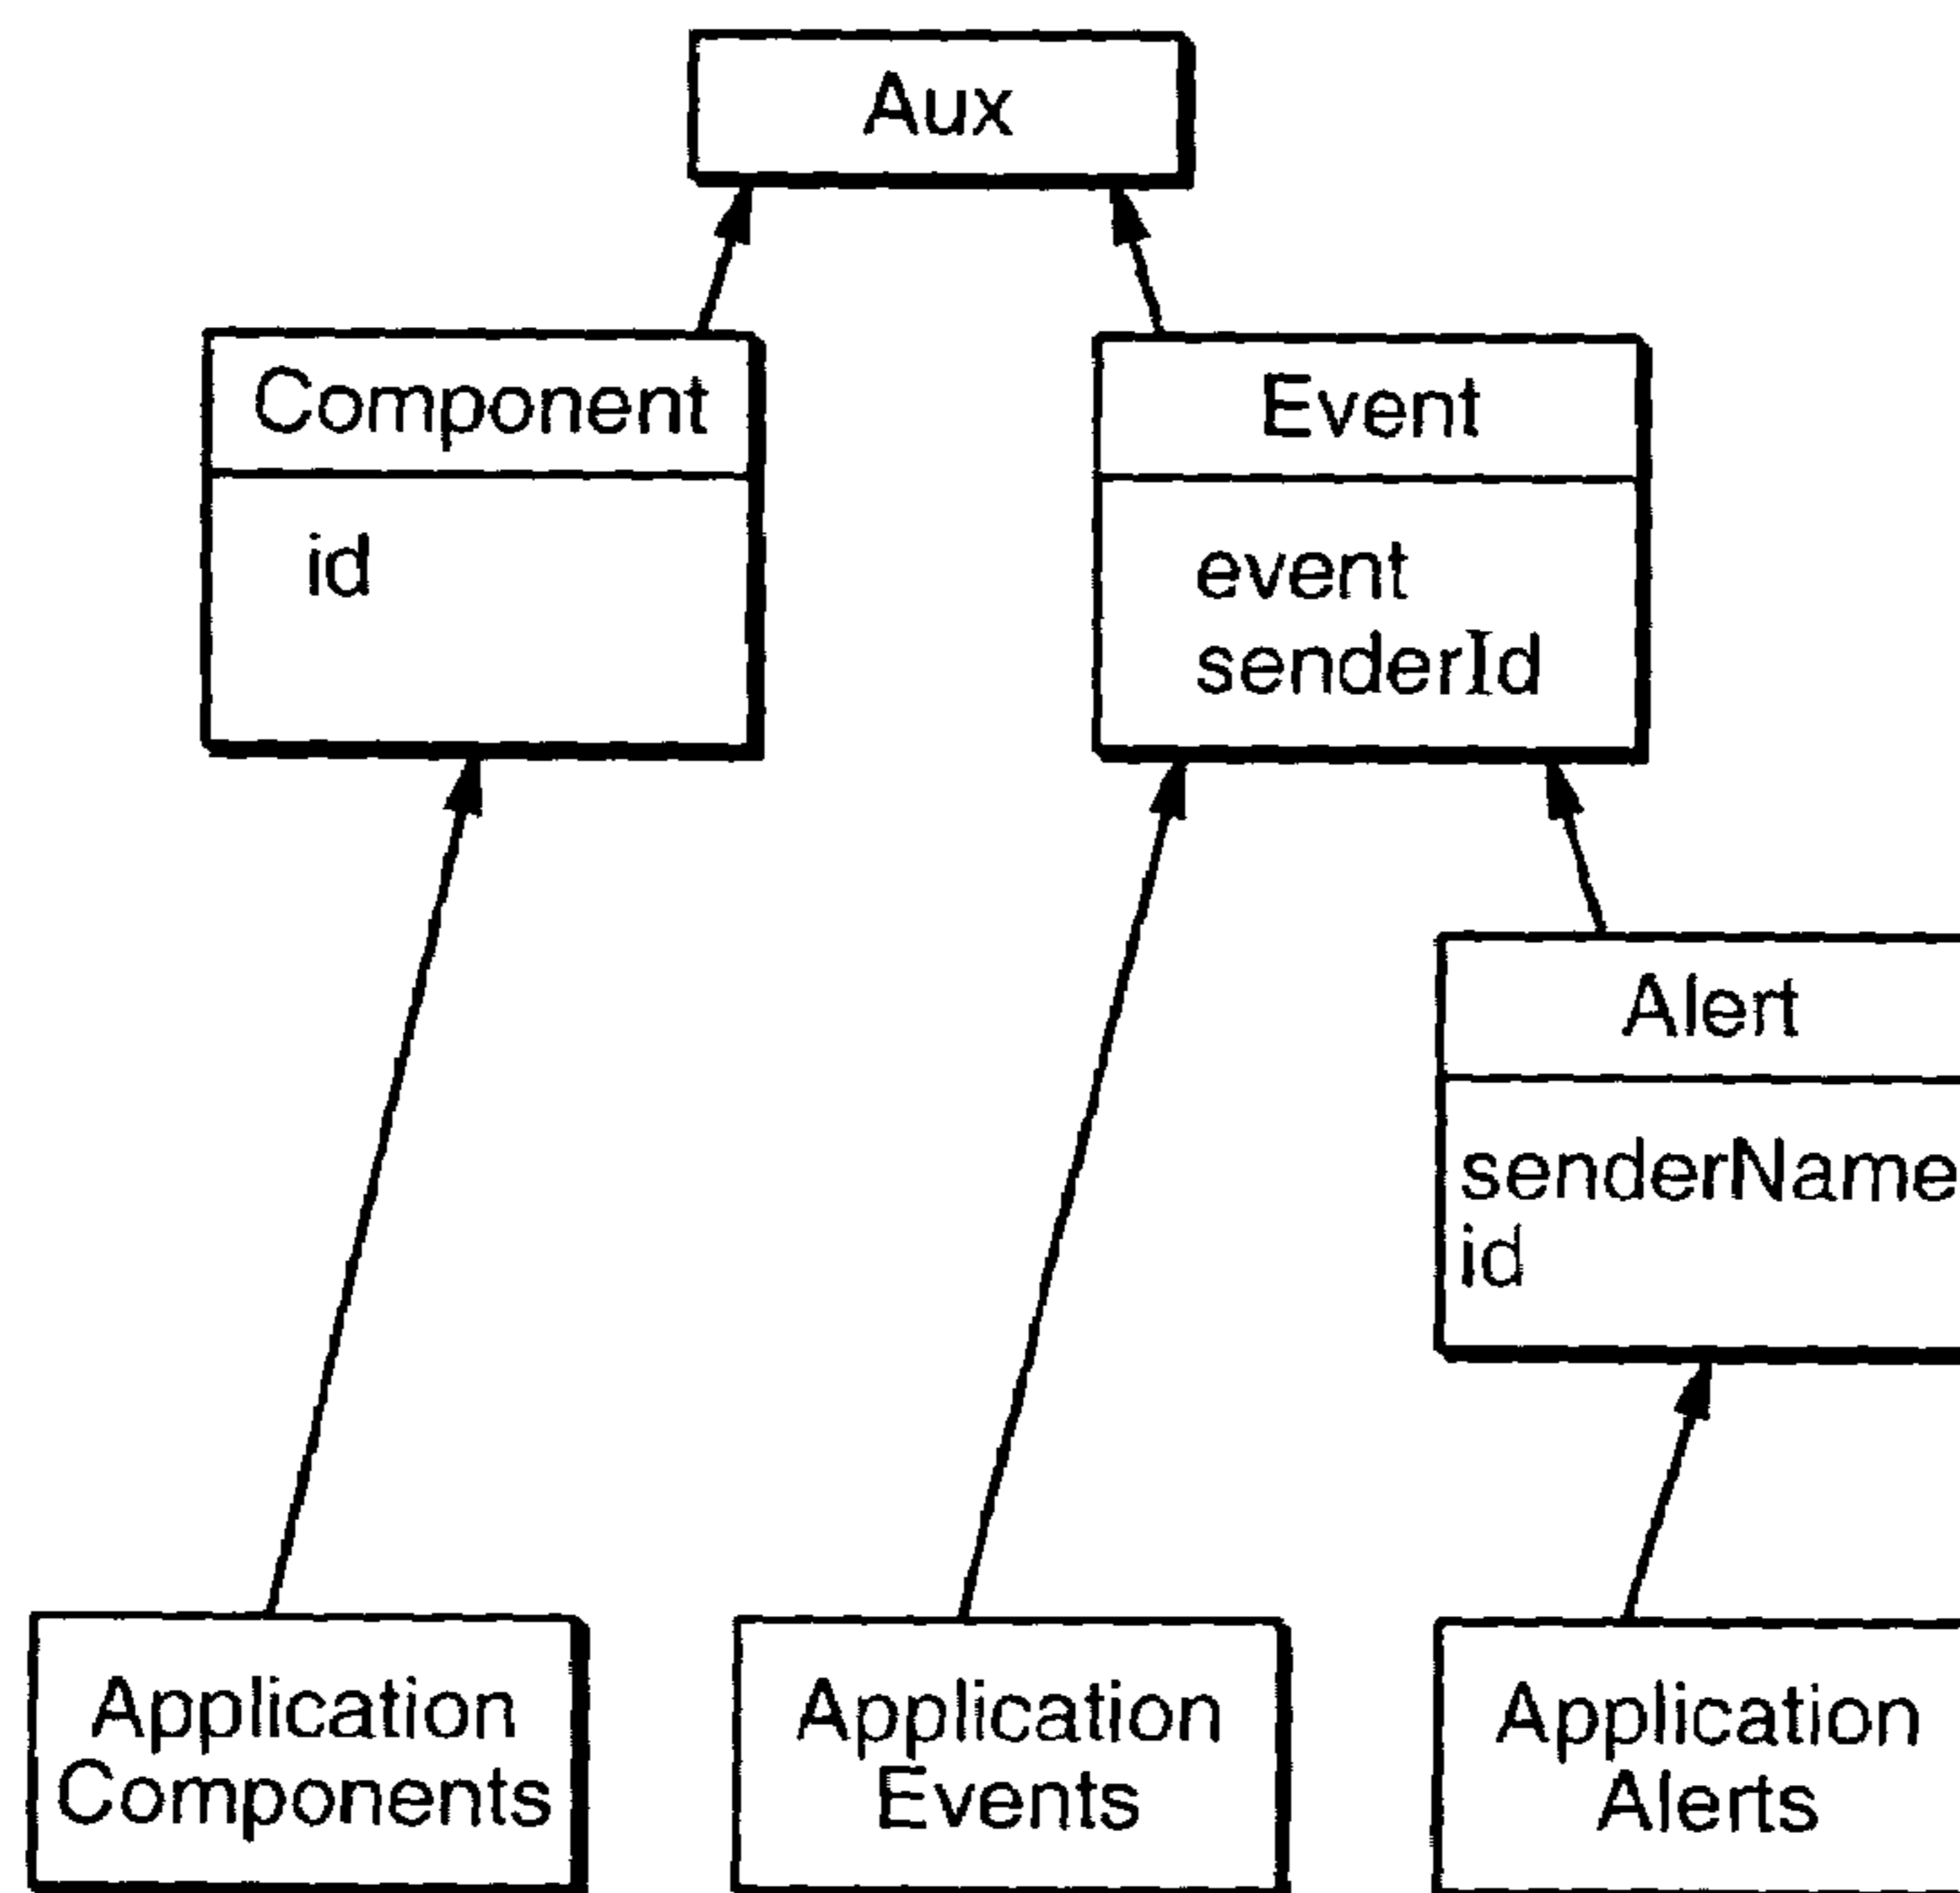 Aux
Component
id
Event
event
senderId
Alert
senderName
id
Application
Components
Application
Events
Application
Alerts